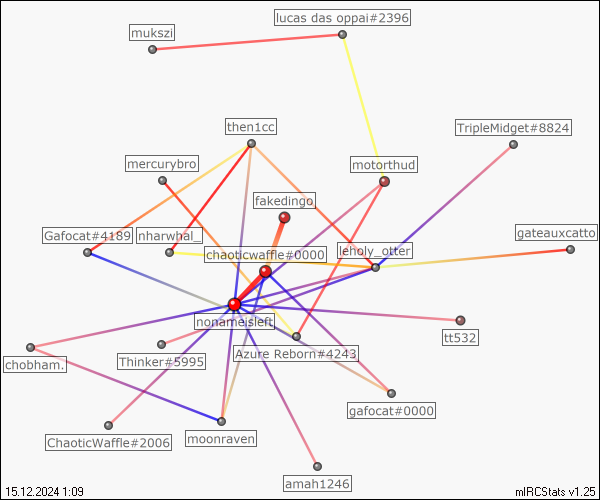 lucas das oppai#2396
mukszi
then1cc
TripleMidget#8824
mercurybro
motorthud
fakedingo
Gafocat#4189
nharwhal_
gateauxcatto
chaoticwaffle#0000
leholy_otter
nonameisleft
tt532
Azure Reborn#4243
chobham.
Thinker#5995
gafocat#0000
ChaoticWaffle#2006
moonraven
amah1246
15.12.2024 1:09
mIRCStats v1.25